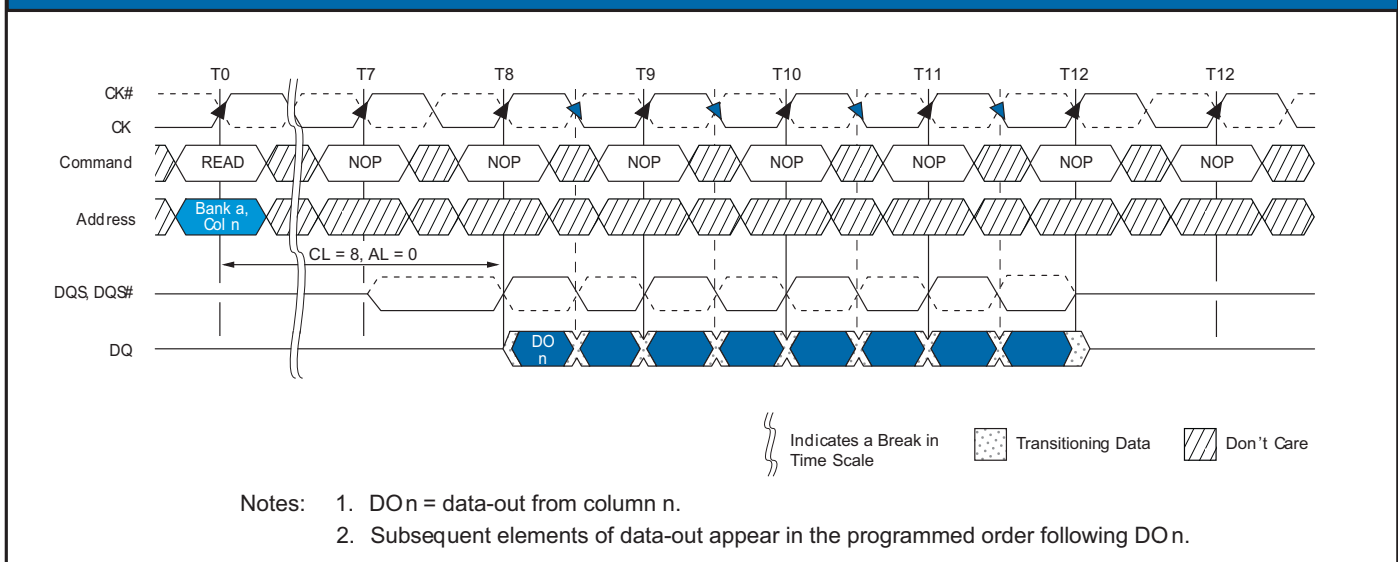 T0 T7 T8 T9 T10 T11 T12 T12
CK#
CK
Command READ NOP NOP NOP NOP NOP NOP NOP
Address Bank a,
Col n
CL = 8, AL = 0
DQS, DQS#
DQ DO
n
Indicates a Break in
Time Scale
Transitioning Data
Don't Care
Notes: 1. DO n = data-out from column n.
2. Subsequent elements of data-out appear in the programmed order following DO n.